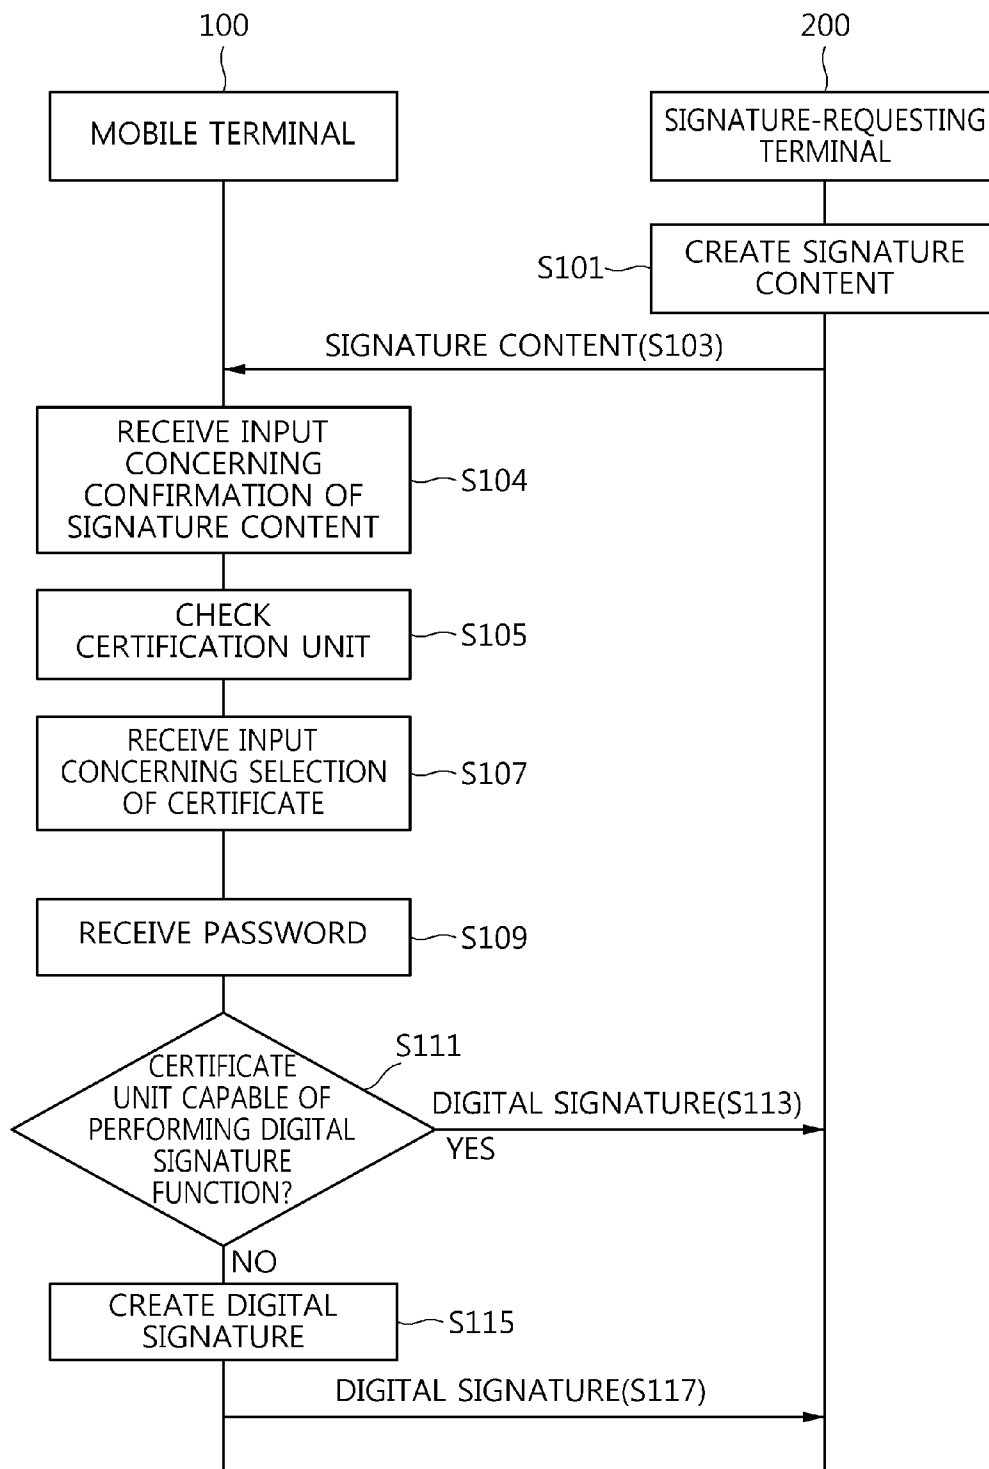 100
200
MOBILE TERMINAL
SIGNATURE-REQUESTING
TERMINAL
S101
CREATE SIGNATURE
CONTENT
SIGNATURE CONTENT(S103)
RECEIVE INPUT
CONCERNING
CONFIRMATION OF
SIGNATURE CONTENT
S104
CHECK
CERTIFICATION UNIT
S105
RECEIVE INPUT
CONCERNING SELECTION
OF CERTIFICATE
S107
RECEIVE PASSWORD
S109
S111
CERTIFICATE
UNIT CAPABLE OF
PERFORMING DIGITAL
SIGNATURE
FUNCTION?
DIGITAL SIGNATURE(S113)
YES
NO
CREATE DIGITAL
SIGNATURE
S115
DIGITAL SIGNATURE(S117)